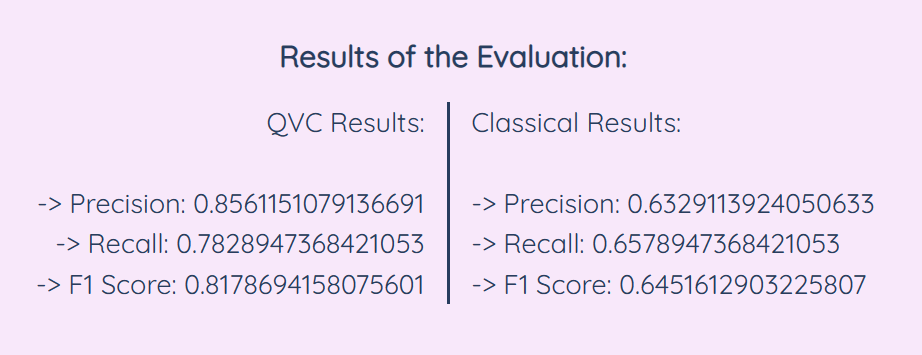 Results of the Evaluation:
QVC Results:
-> Precision: 0.8561151079136691
-> Recall: 0.7828947368421053
-> F1 Score: 0.8178694158075601
Classical Results:
-> Precision: 0.6329113924050633
-> Recall: 0.6578947368421053
-> F1 Score: 0.6451612903225807